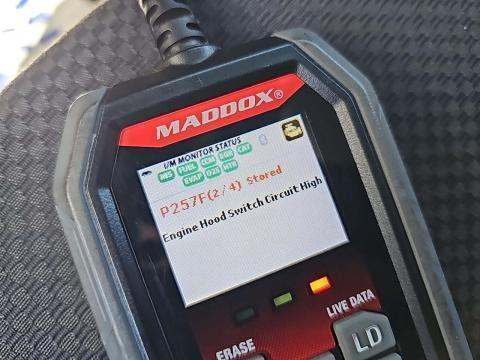 MADDOX®
I/M MONITOR STATUS
MIS FUEL CCM EGR CAT
EVAP O2S HTR
P257F(2/4) Stored
Engine Hood Switch Circuit High
LIVE DATA
ERASE
LD